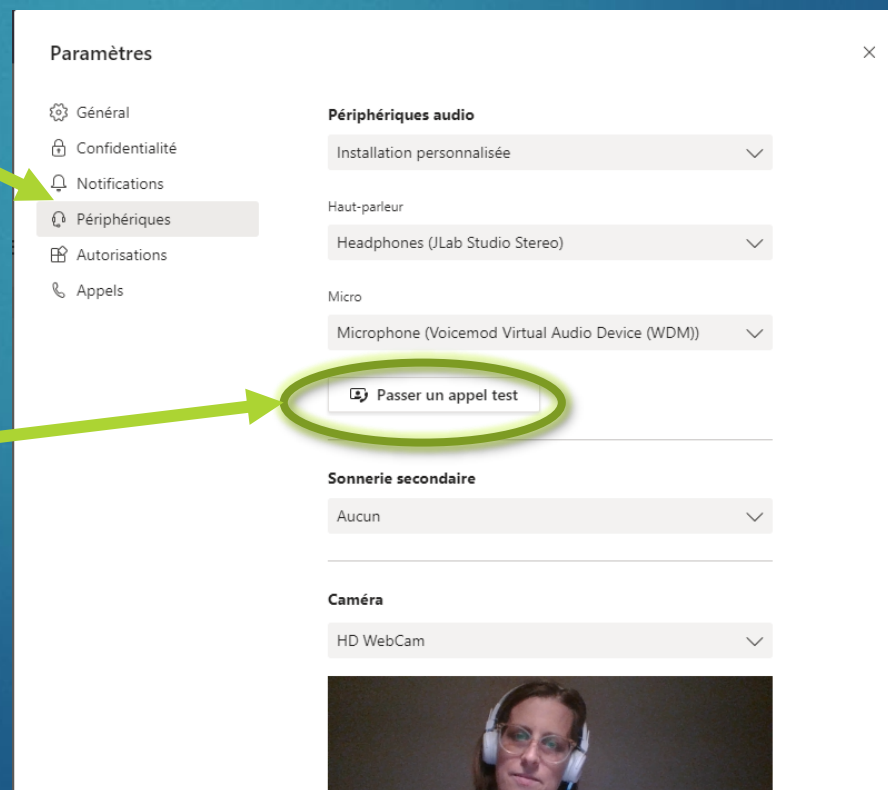 Paramètres
Général
Confidentialité
Notifications
Périphériques
Autorisations
Appels
Périphériques audio
Installation personnalisée
Haut-parleur
Headphones (JLab Studio Stereo)
Micro
Microphone (Voicemod Virtual Audio Device (WDM))
Passer un appel test
Sonnerie secondaire
Aucun
Caméra
HD WebCam